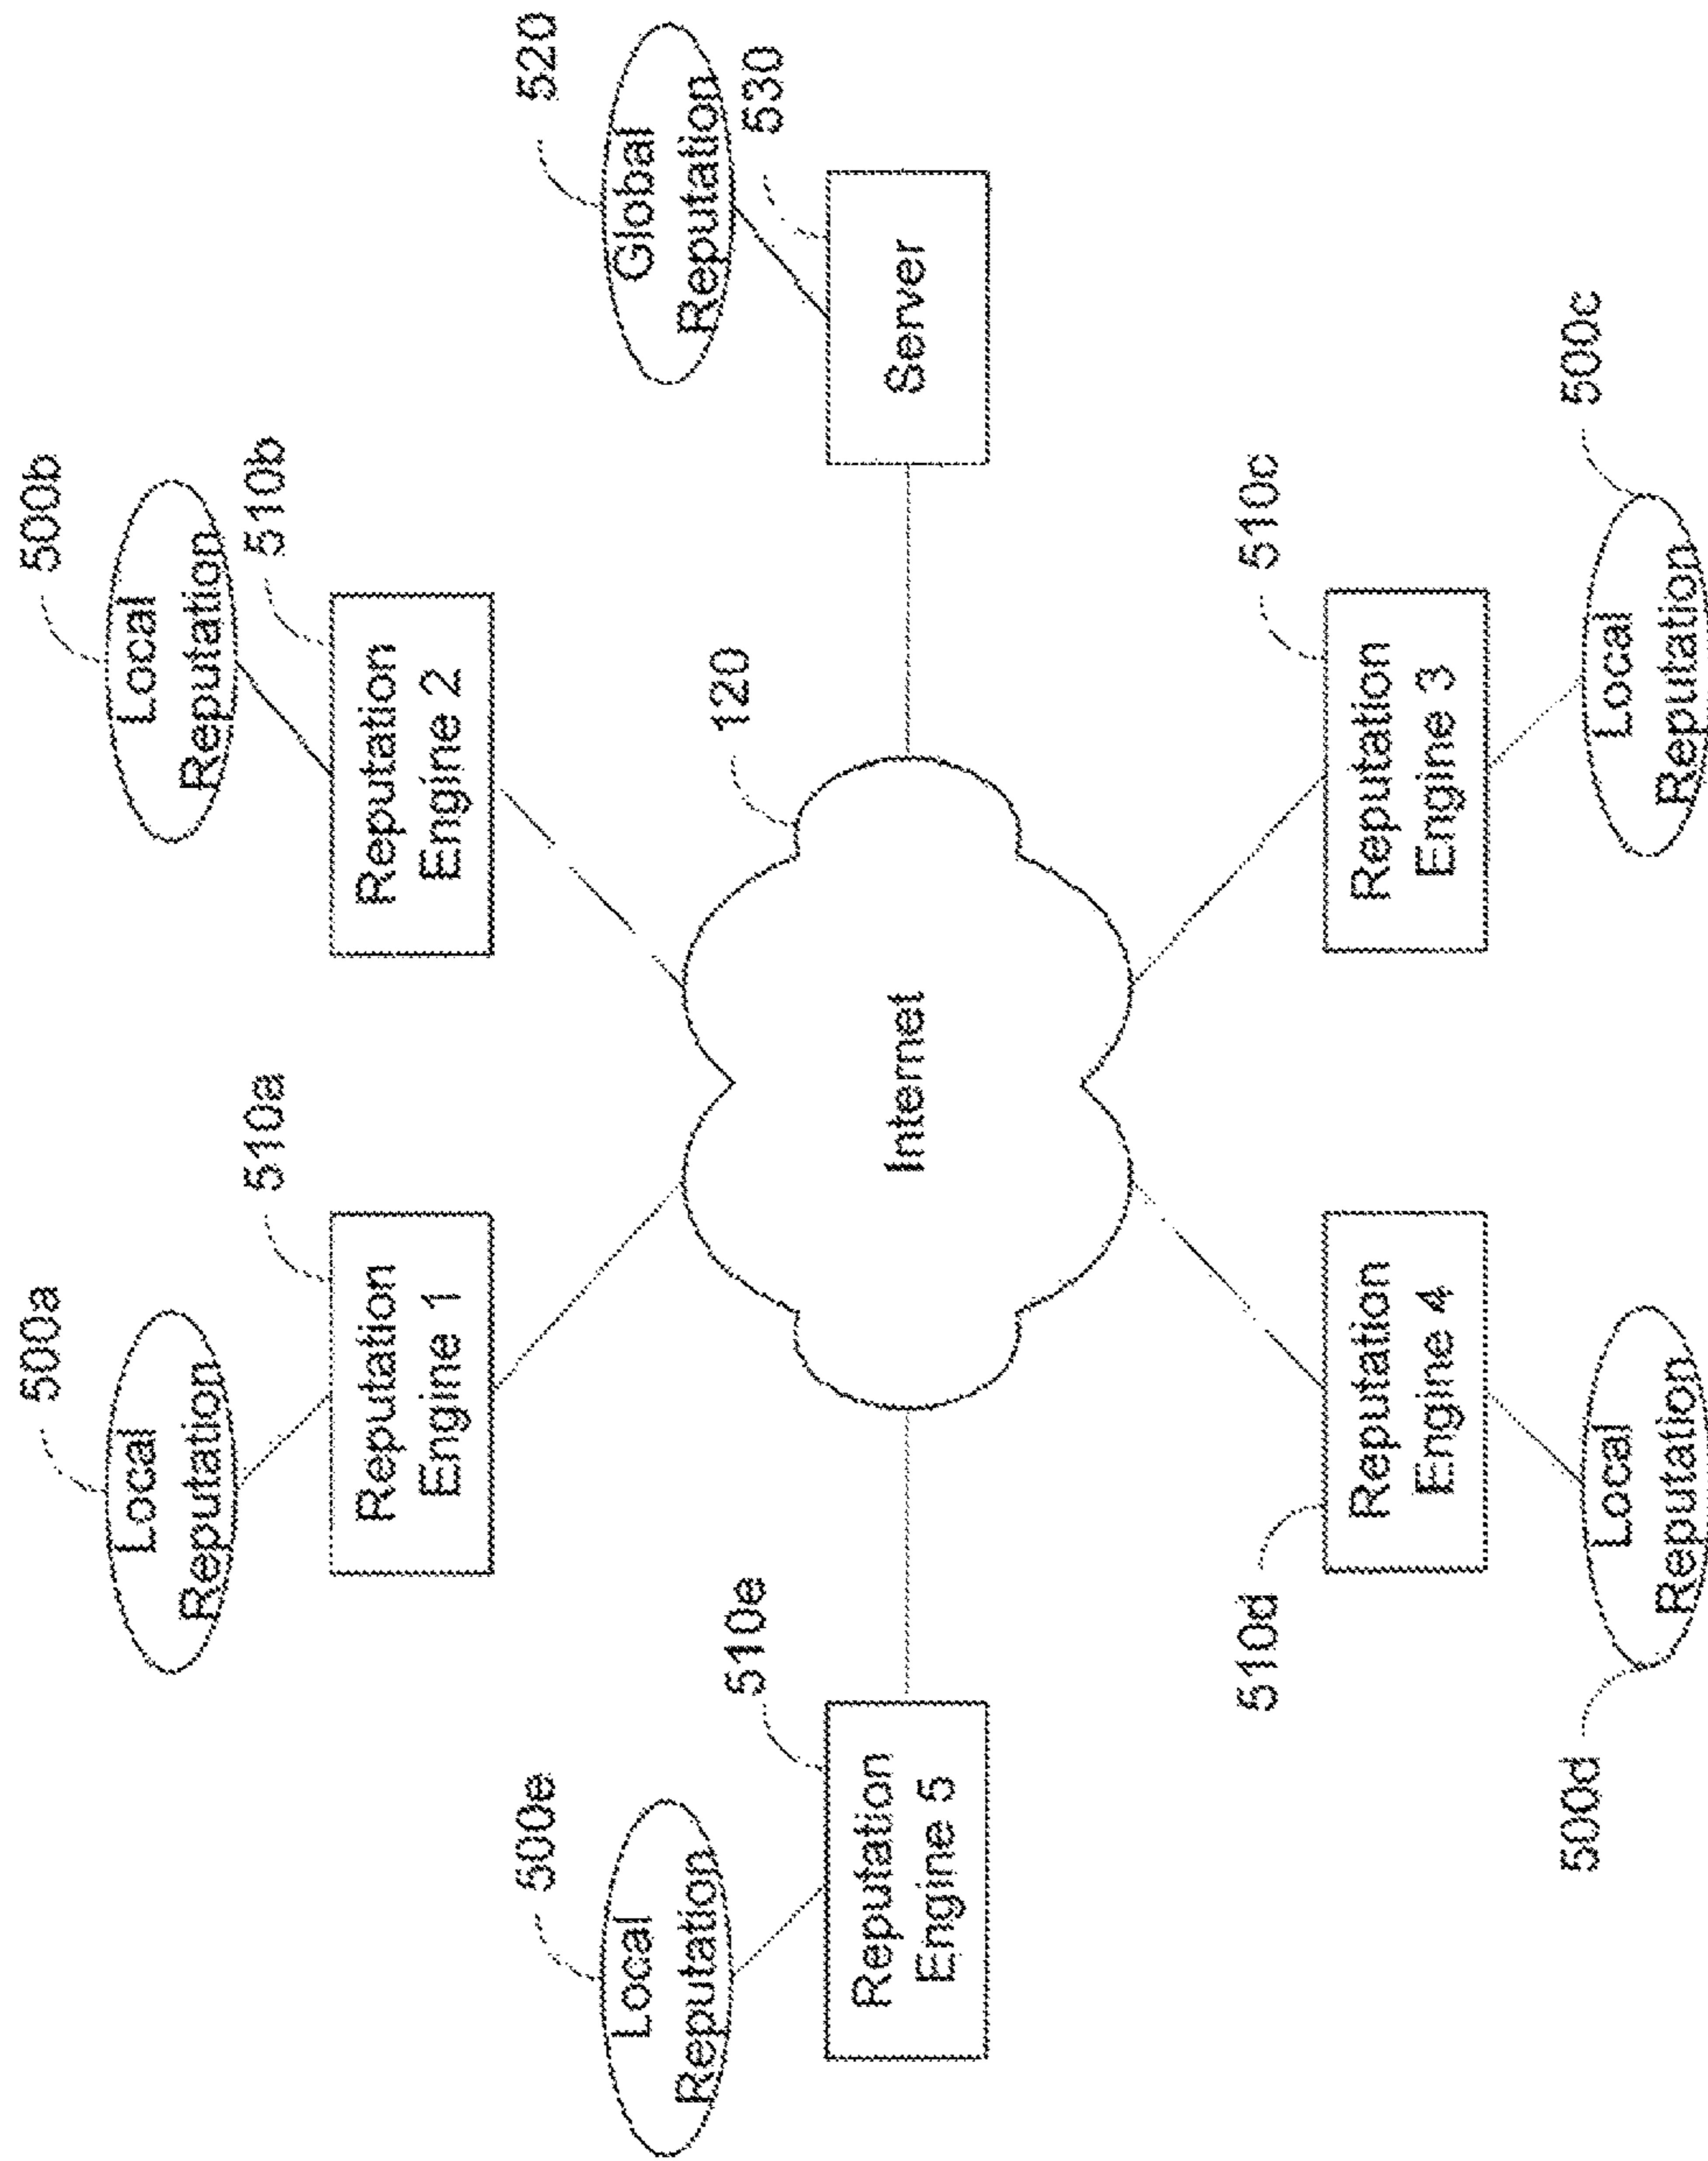 500a
Local
Reputation
510a
Reputation
Engine 1
500b
Local
Reputation
510b
Reputation
Engine 2
500e
Local
Reputation
510e
Reputation
Engine 5
120
Internet
520
Global
Reputation
530
Server
510d
Reputation
Engine 4
500d
Local
Reputation
510c
Reputation
Engine 3
500c
Local
Reputation